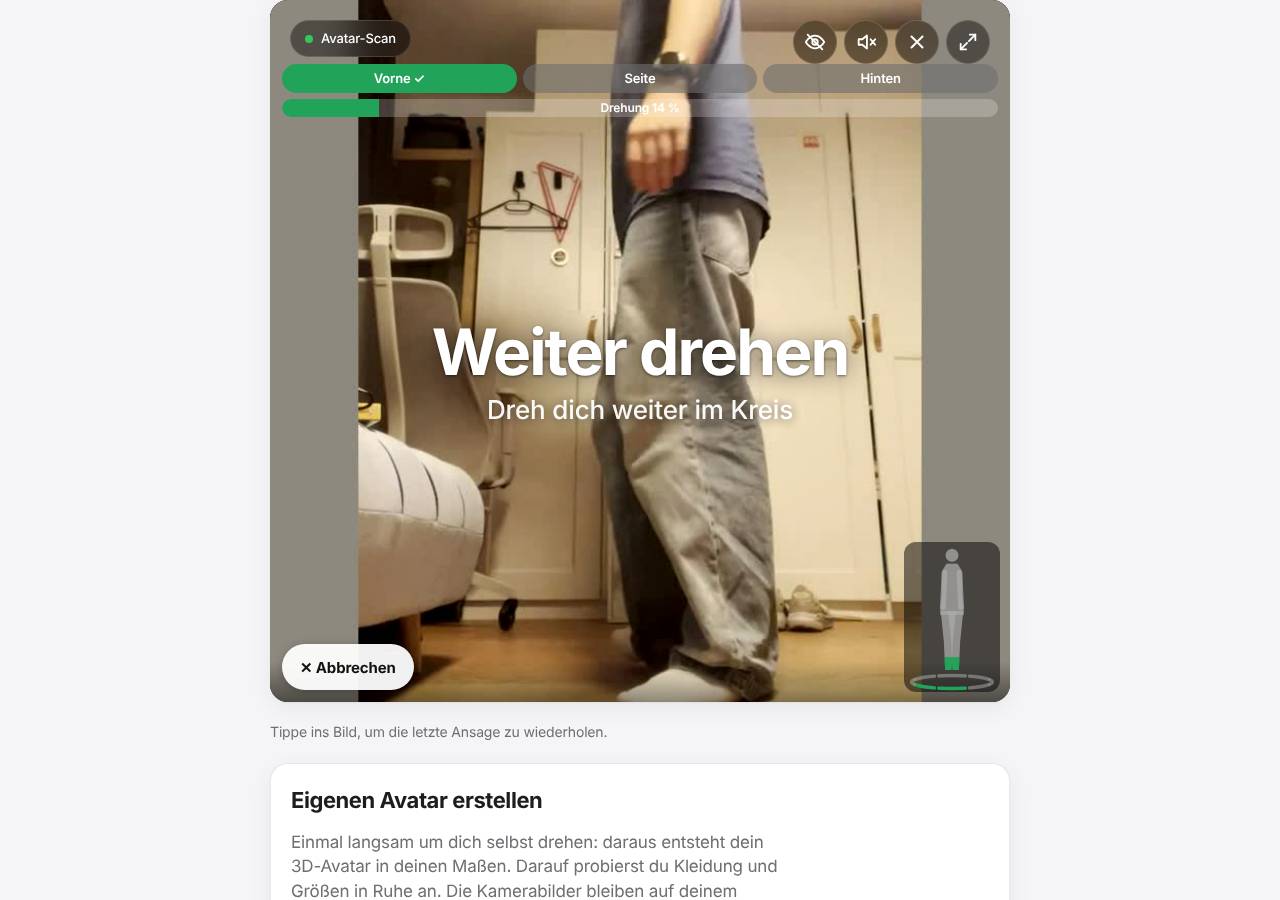 Avatar-Scan
Vorne ✓
Seite
Hinten
Drehung 14 %
Weiter drehen
Dreh dich weiter im Kreis
✕ Abbrechen
Tippe ins Bild, um die letzte Ansage zu wiederholen.
Eigenen Avatar erstellen
Einmal langsam um dich selbst drehen: daraus entsteht dein
3D-Avatar in deinen Maßen. Darauf probierst du Kleidung und
Größen in Ruhe an. Die Kamerabilder bleiben auf deinem